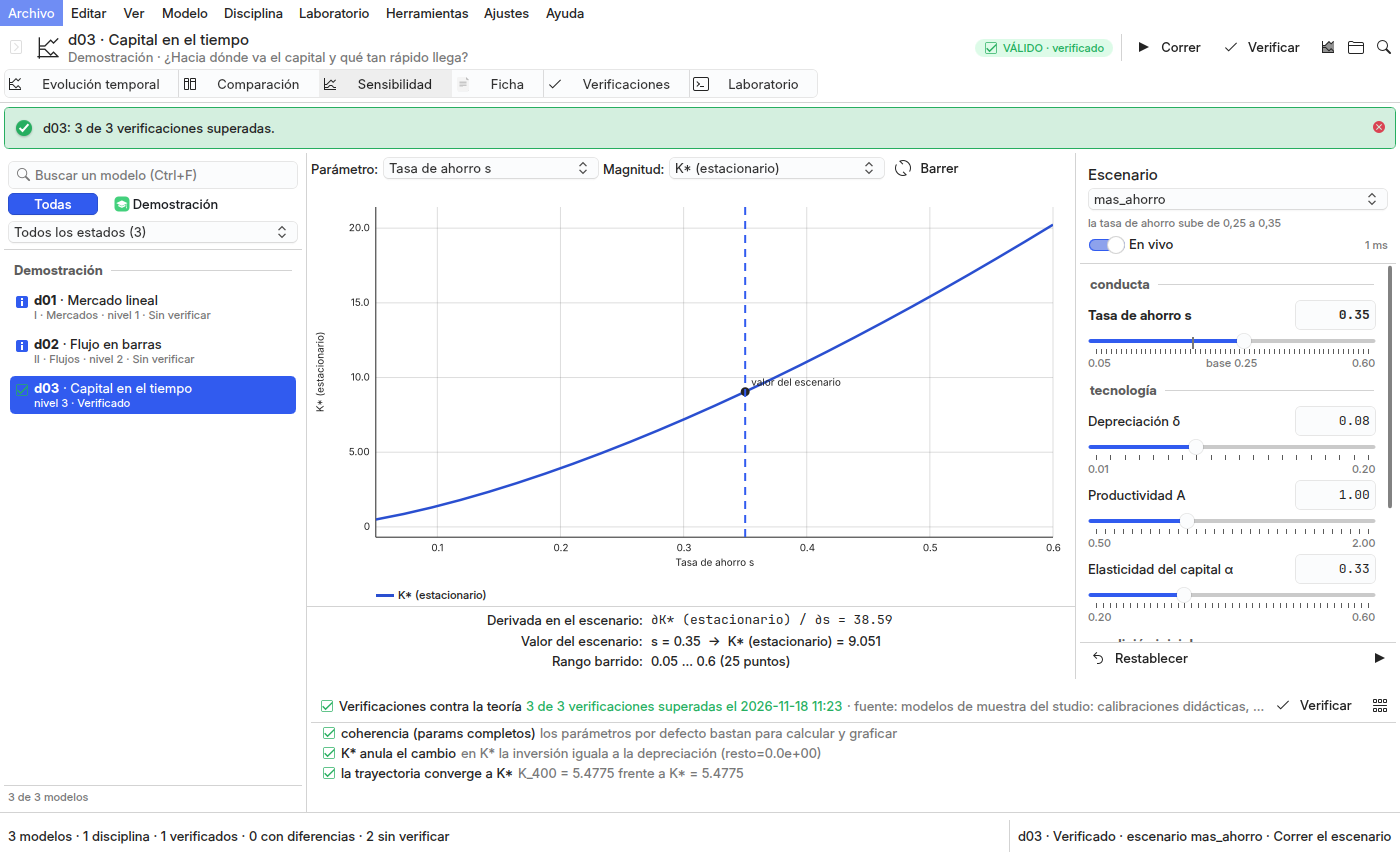 Archivo Editar Ver Modelo Disciplina Laboratorio Herramientas Ajustes Ayuda
d03 · Capital en el tiempo
Demostración · ¿Hacia dónde va el capital y qué tan rápido llega?
VÁLIDO · verificado
Correr
Verificar
Evolución temporal
Comparación
Sensibilidad
Ficha
Verificaciones
Laboratorio
d03: 3 de 3 verificaciones superadas.
Buscar un modelo (Ctrl+F)
Todas
Demostración
Todos los estados (3)
Demostración
d01 · Mercado lineal
I · Mercados · nivel 1 · Sin verificar
d02 · Flujo en barras
II · Flujos · nivel 2 · Sin verificar
d03 · Capital en el tiempo
nivel 3 · Verificado
3 de 3 modelos
Parámetro: Tasa de ahorro s
Magnitud: K* (estacionario)
Barrer
20.0
15.0
10.0
5.00
0
K* (estacionario)
valor del escenario
0.1 0.2 0.3 0.4 0.5 0.6
Tasa de ahorro s
K* (estacionario)
Derivada en el escenario: ∂K* (estacionario) / ∂s = 38.59
Valor del escenario: s = 0.35 → K* (estacionario) = 9.051
Rango barrido: 0.05 … 0.6 (25 puntos)
Escenario
mas_ahorro
la tasa de ahorro sube de 0,25 a 0,35
En vivo
1 ms
conducta
Tasa de ahorro s 0.35
0.05 base 0.25 0.60
tecnología
Depreciación δ 0.08
0.01 0.20
Productividad A 1.00
0.50 2.00
Elasticidad del capital α 0.33
0.20 0.60
Restablecer
Verificaciones contra la teoría 3 de 3 verificaciones superadas el 2026-11-18 11:23 · fuente: modelos de muestra del studio: calibraciones didácticas, ...
Verificar
coherencia (params completos) los parámetros por defecto bastan para calcular y graficar
K* anula el cambio en K* la inversión iguala a la depreciación (resto=0.0e+00)
la trayectoria converge a K* K_400 = 5.4775 frente a K* = 5.4775
3 modelos · 1 disciplina · 1 verificados · 0 con diferencias · 2 sin verificar
d03 · Verificado · escenario mas_ahorro · Correr el escenario